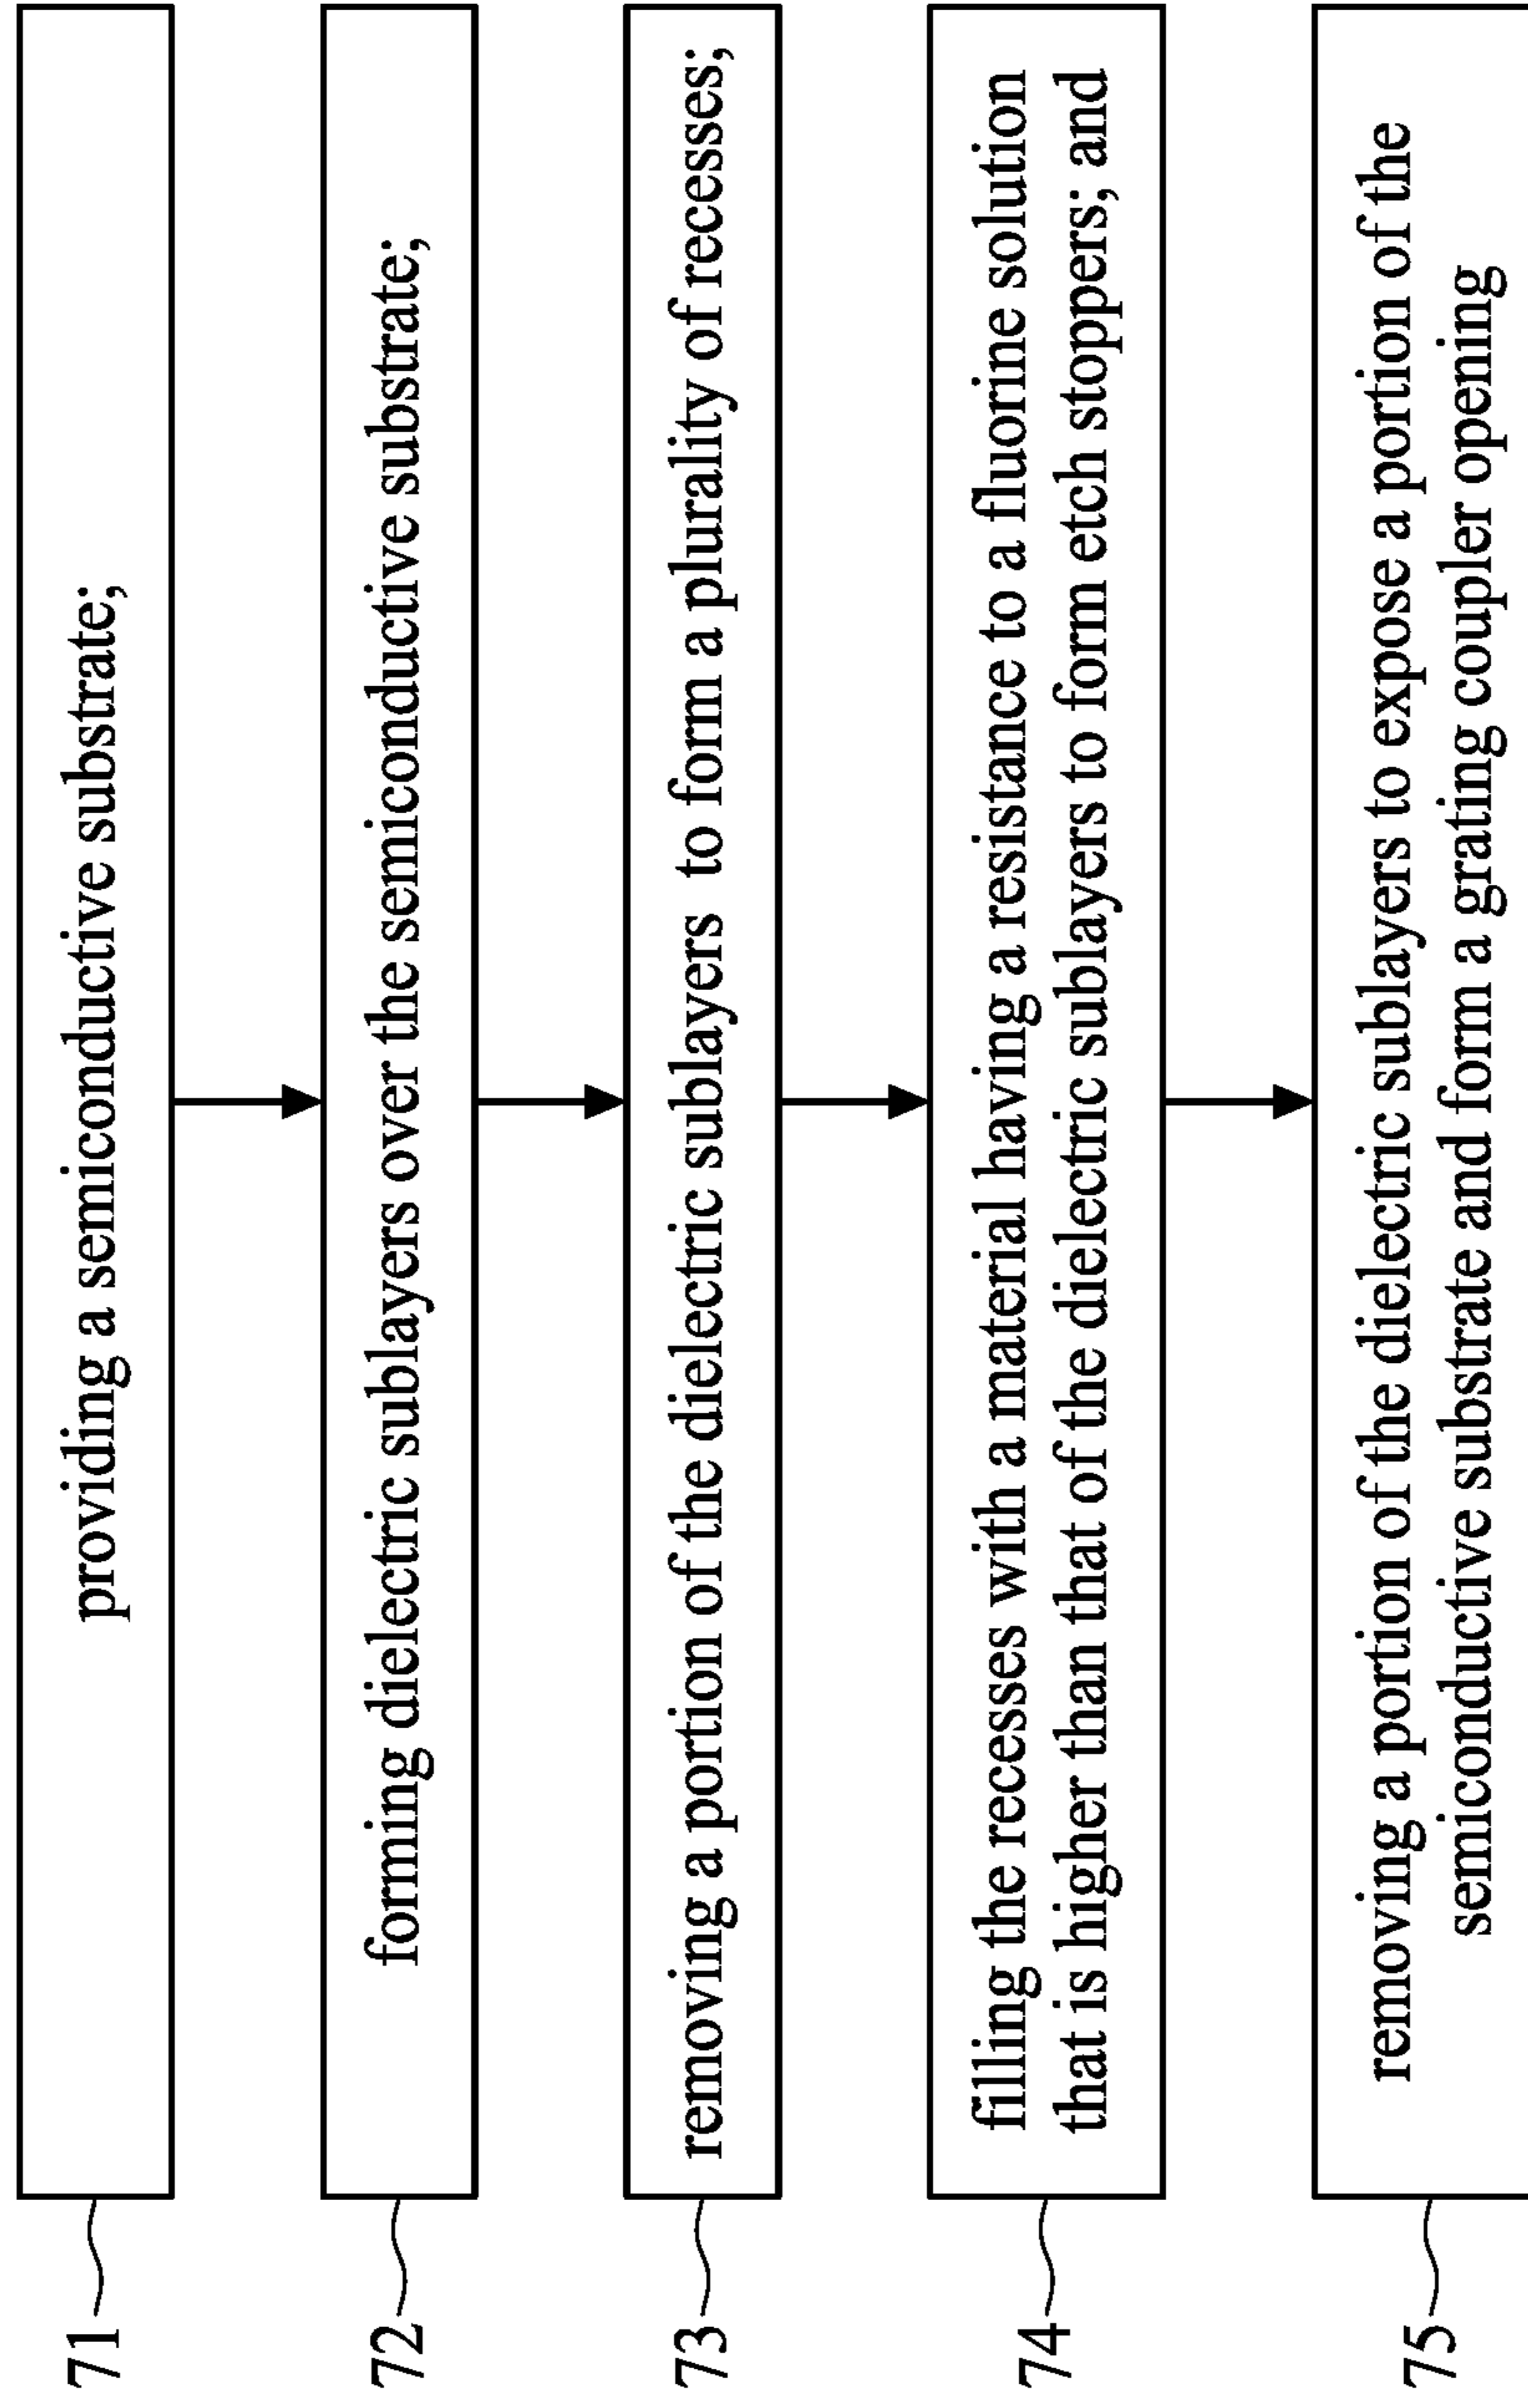 71
providing a semiconductive substrate;
72
forming dielectric sublayers over the semiconductive substrate;
73
removing a portion of the dielectric sublayers to form a plurality of recesses;
74
filling the recesses with a material having a resistance to a fluorine solution
that is higher than that of the dielectric sublayers to form etch stoppers; and
75
removing a portion of the dielectric sublayers to expose a portion of the
semiconductive substrate and form a grating coupler opening